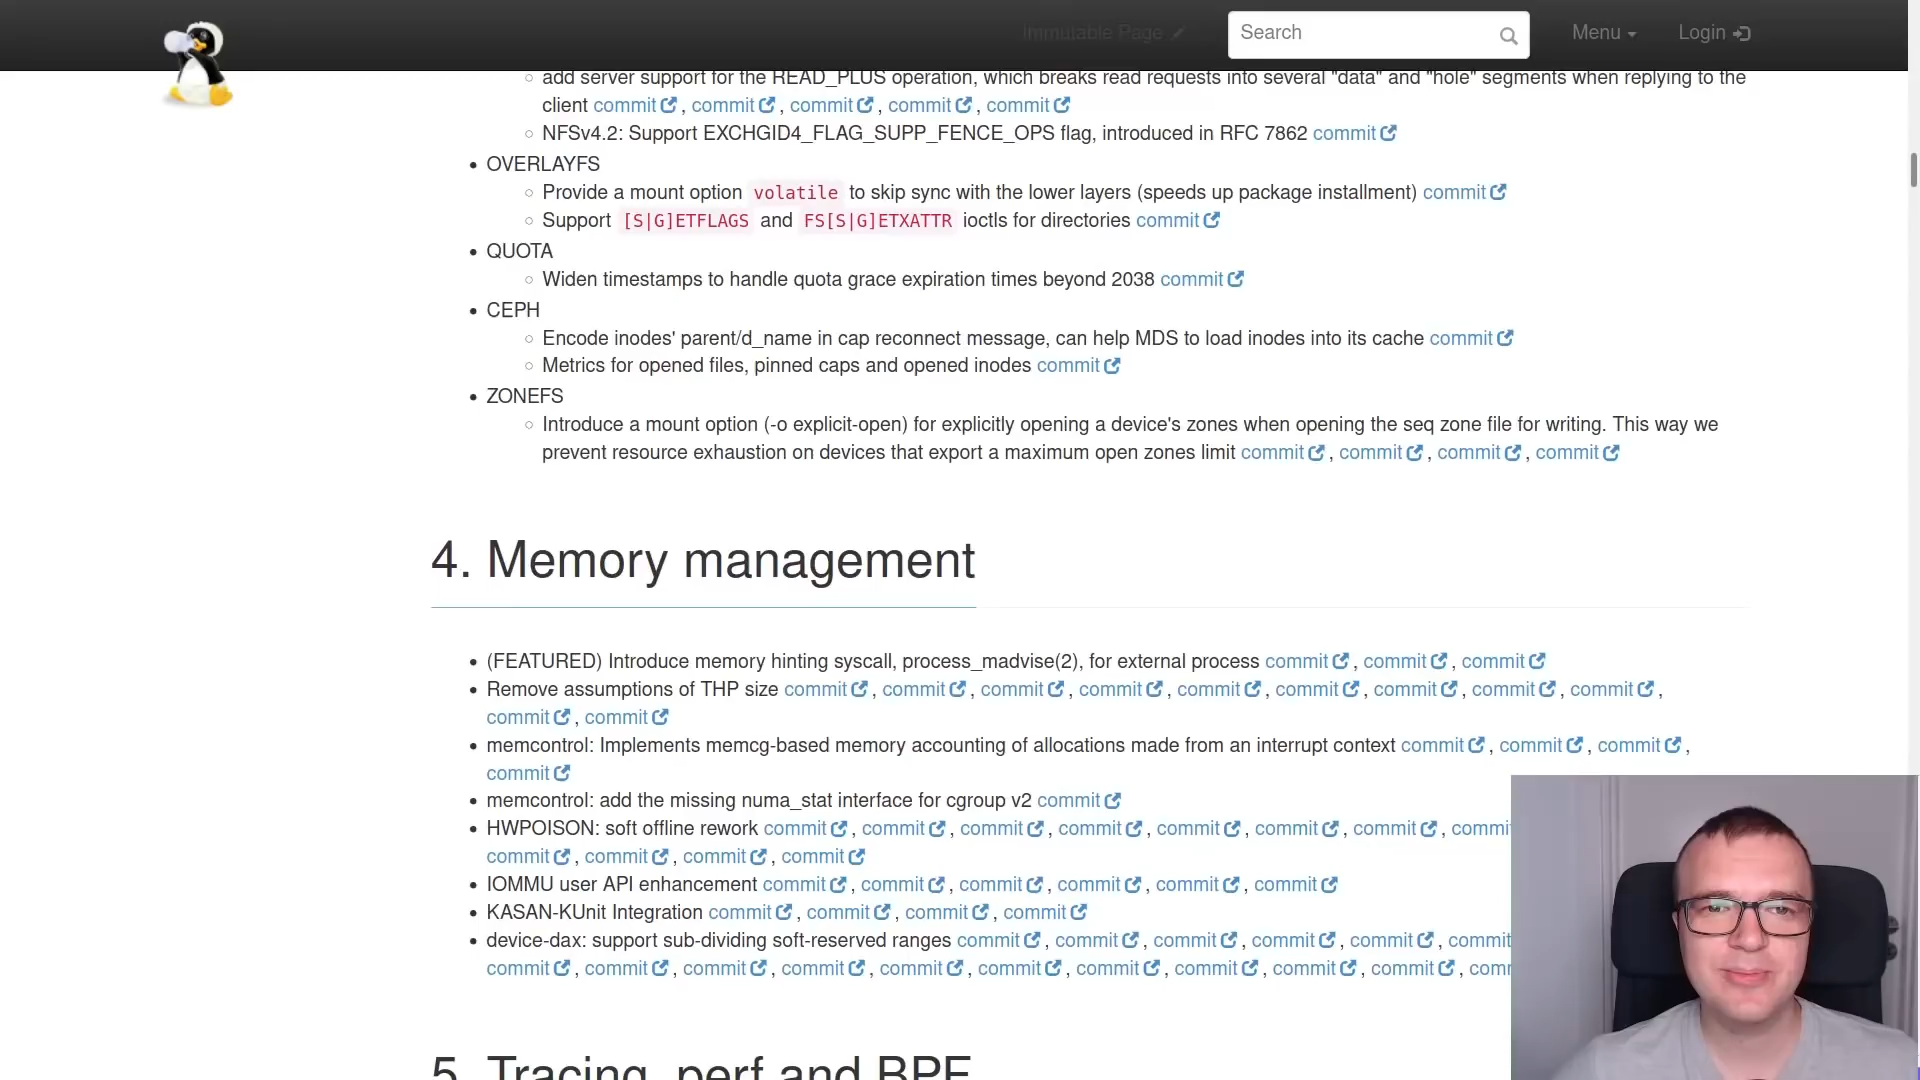 Immutable Page
Search
Menu
Login
add server support for the READ_PLUS operation, which breaks read requests into several "data" and "hole" segments when replying to the
client commit , commit , commit , commit , commit
NFSv4.2: Support EXCHGID4_FLAG_SUPP_FENCE_OPS flag, introduced in RFC 7862 commit
OVERLAYFS
Provide a mount option volatile to skip sync with the lower layers (speeds up package installment) commit
Support [S|G]ETFLAGS and FS[S|G]ETXATTR ioctls for directories commit
QUOTA
Widen timestamps to handle quota grace expiration times beyond 2038 commit
CEPH
Encode inodes' parent/d_name in cap reconnect message, can help MDS to load inodes into its cache commit
Metrics for opened files, pinned caps and opened inodes commit
ZONEFS
Introduce a mount option (-o explicit-open) for explicitly opening a device's zones when opening the seq zone file for writing. This way we
prevent resource exhaustion on devices that export a maximum open zones limit commit , commit , commit , commit
4. Memory management
(FEATURED) Introduce memory hinting syscall, process_madvise(2), for external process commit , commit , commit
Remove assumptions of THP size commit , commit , commit , commit , commit , commit , commit , commit , commit ,
commit , commit
memcontrol: Implements memcg-based memory accounting of allocations made from an interrupt context commit , commit , commit ,
commit
memcontrol: add the missing numa_stat interface for cgroup v2 commit
HWPOISON: soft offline rework commit , commit , commit , commit , commit , commit , commit , commi
commit , commit , commit , commit
IOMMU user API enhancement commit , commit , commit , commit , commit , commit
KASAN-KUnit Integration commit , commit , commit , commit
device-dax: support sub-dividing soft-reserved ranges commit , commit , commit , commit , commit , commit
commit , commit , commit , commit , commit , commit , commit , commit , commit , commit , com
5. Tracing, perf and BPF